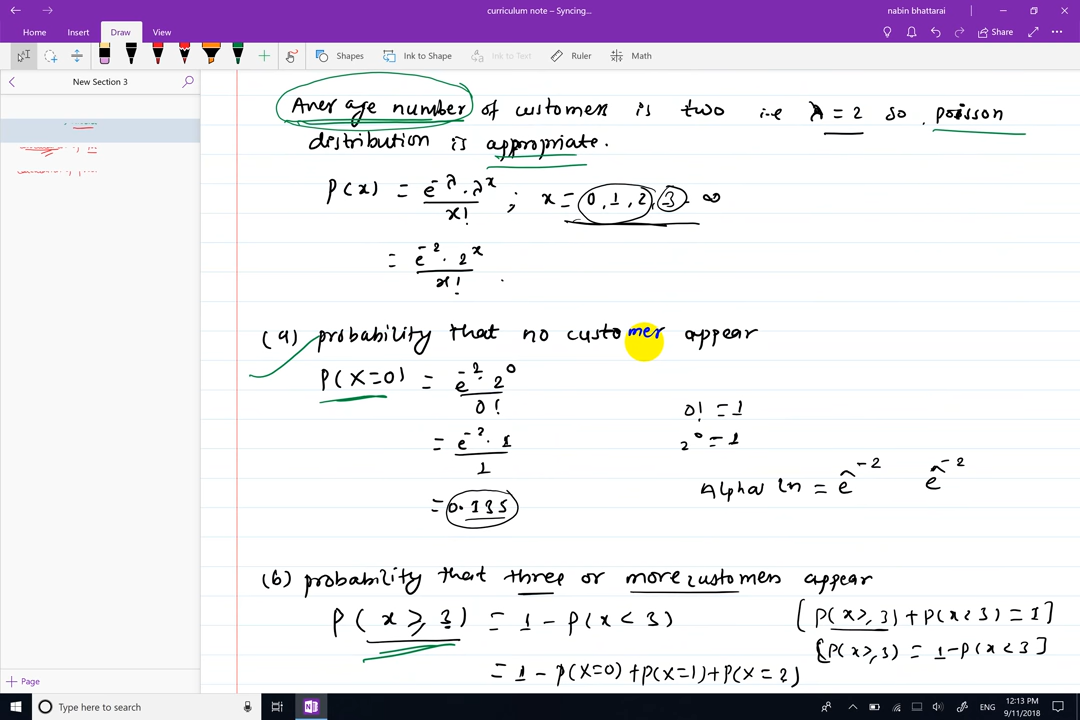 curriculum note – Syncing...
nabin bhattarai
Home Insert Draw View
Share
Shapes Ink to Shape Ink to Text Ruler Math
New Section 3
Average number of customers is two i.e λ = 2 so, poisson
distribution is appropriate.
P(x) = e^-λ . λ^x / x! ; x = 0, 1, 2, 3 - ∞
= e^-2 . 2^x / x!
(a) probability that no customer appear
P(X=0) = e^-2 . 2^0 / 0!
0! = 1
= e^-2 . 1 / 1
2^0 = 1
Alphar ln = e^-2 e^-2
= 0.135
(b) probability that three or more customers appear
P(x ≥ 3) = 1 - P(x < 3)
[P(x ≥ 3) + P(x < 3) = 1]
[P(x ≥ 3) = 1 - P(x < 3]
= 1 - P(X=0) + P(X=1) + P(X = 2)
+ Page
Type here to search
ENG
12:13 PM
9/11/2018